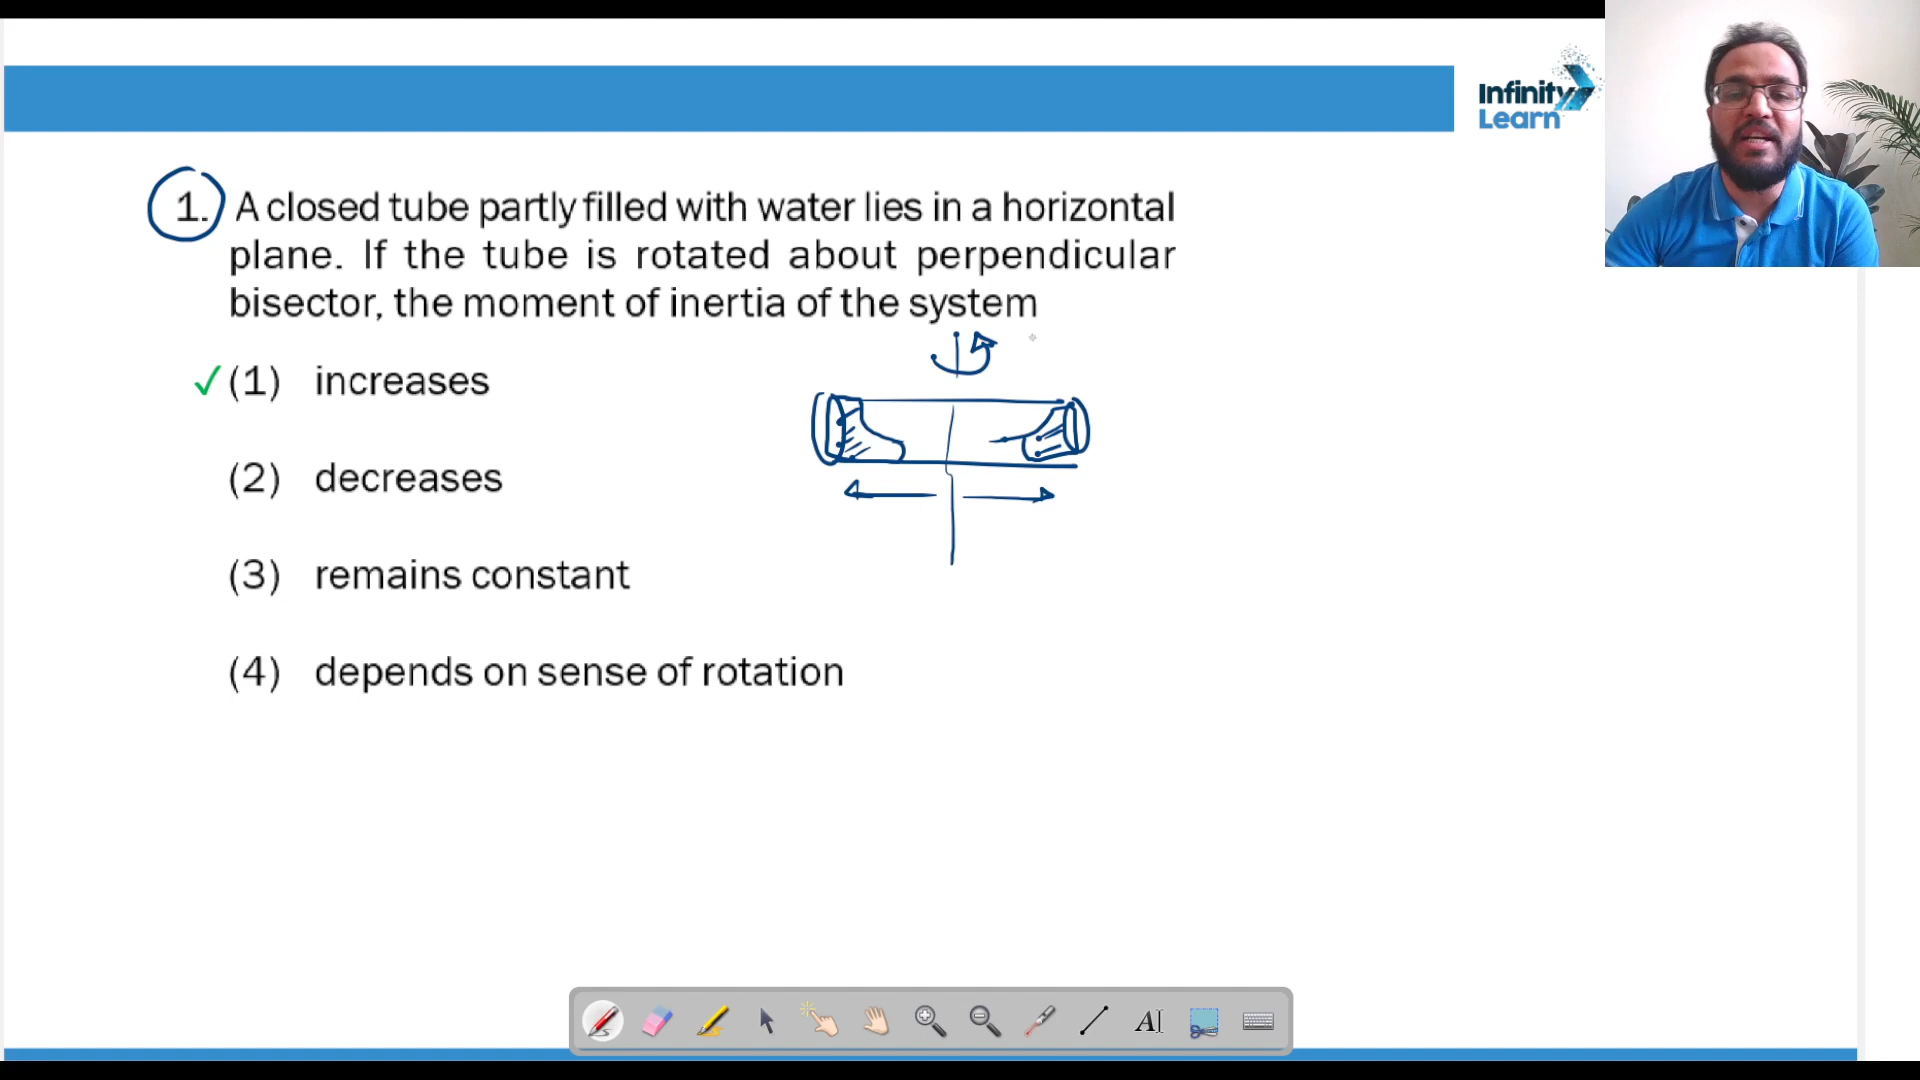 Infinity
Learn
1. A closed tube partly filled with water lies in a horizontal
plane. If the tube is rotated about perpendicular
bisector, the moment of inertia of the system
(1) increases
(2) decreases
(3) remains constant
(4) depends on sense of rotation
A